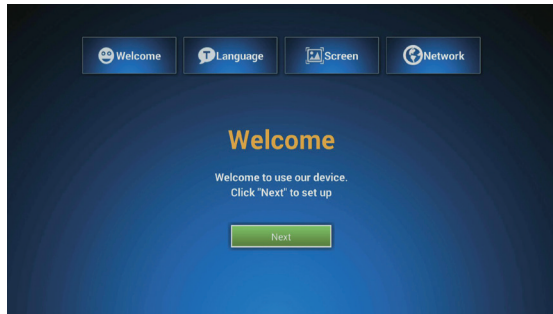 Welcome Language Screen Network
Welcome
Welcome to use our device.
Click "Next" to set up
Next